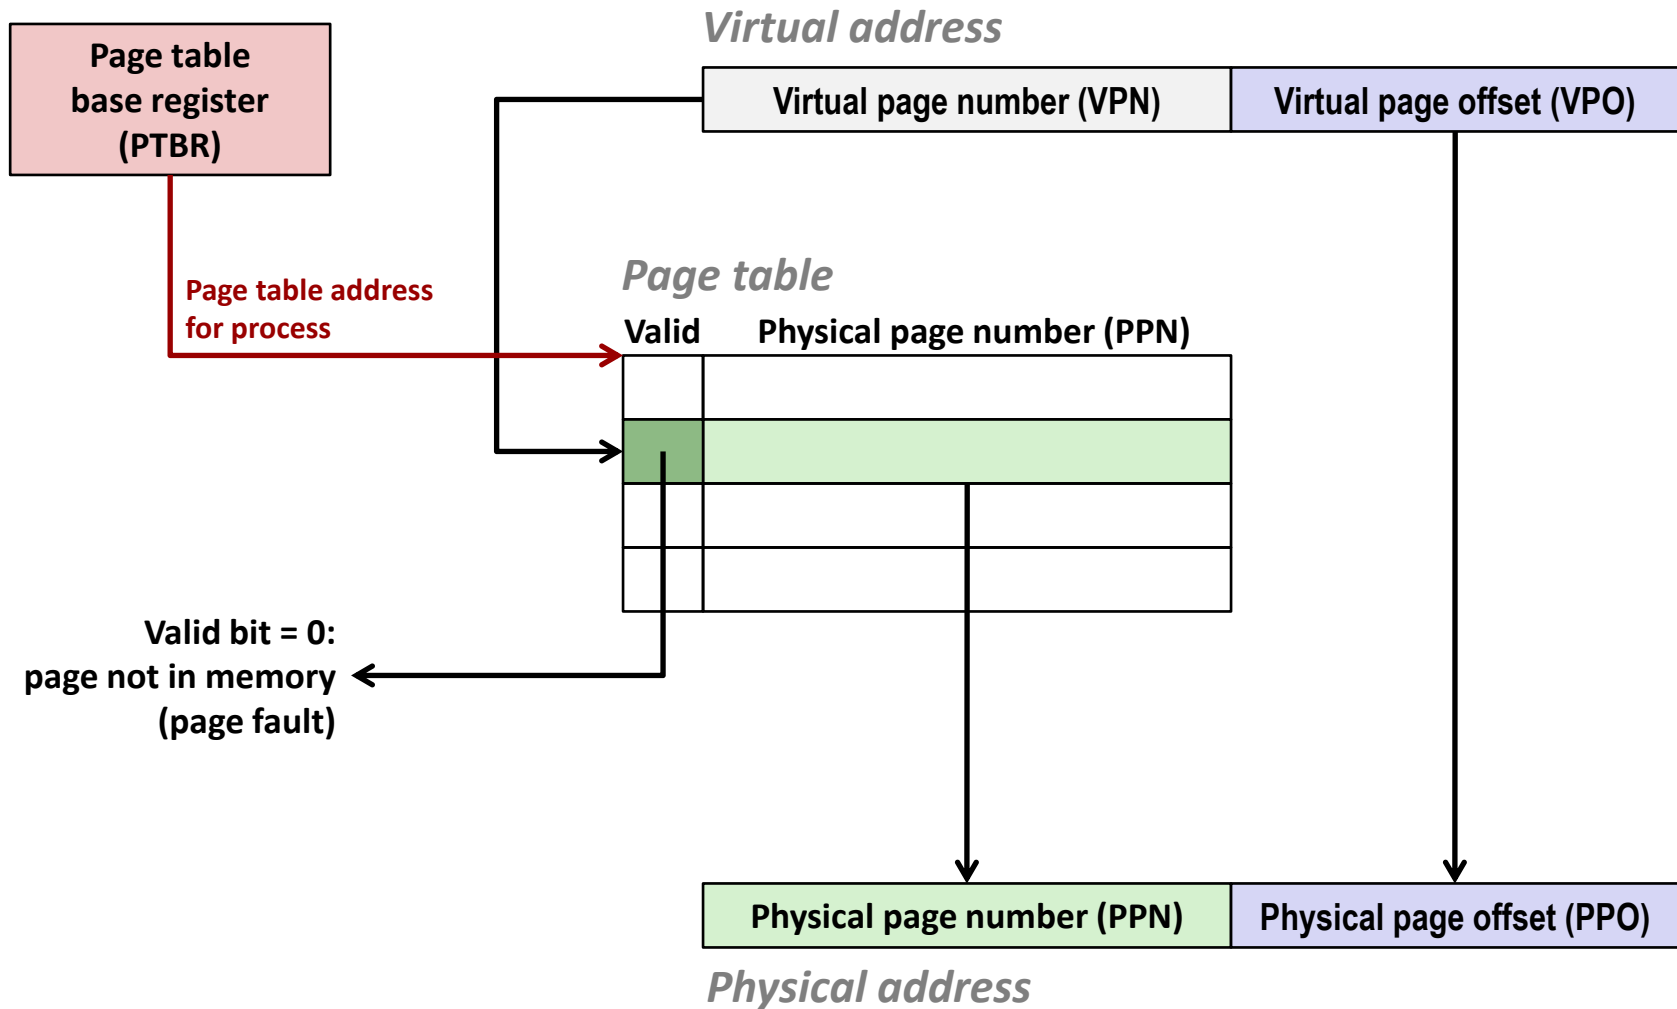 Virtual address
Page table
base register
(PTBR)
Virtual page number (VPN)
Virtual page offset (VPO)
Page table address
for process
Page table
Valid
Physical page number (PPN)
Valid bit = 0:
page not in memory
(page fault)
Physical page number (PPN)
Physical page offset (PPO)
Physical address